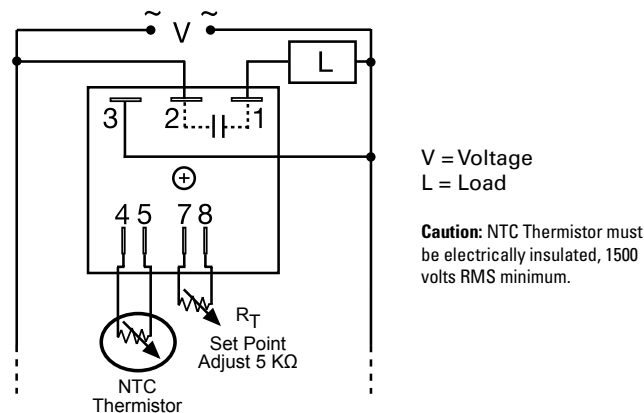 ~ V ~
L
3 2 1
4 5 7 8
V = Voltage
L = Load
Caution: NTC Thermistor must
be electrically insulated, 1500
volts RMS minimum.
RT
Set Point
Adjust 5 KΩ
NTC
Thermistor